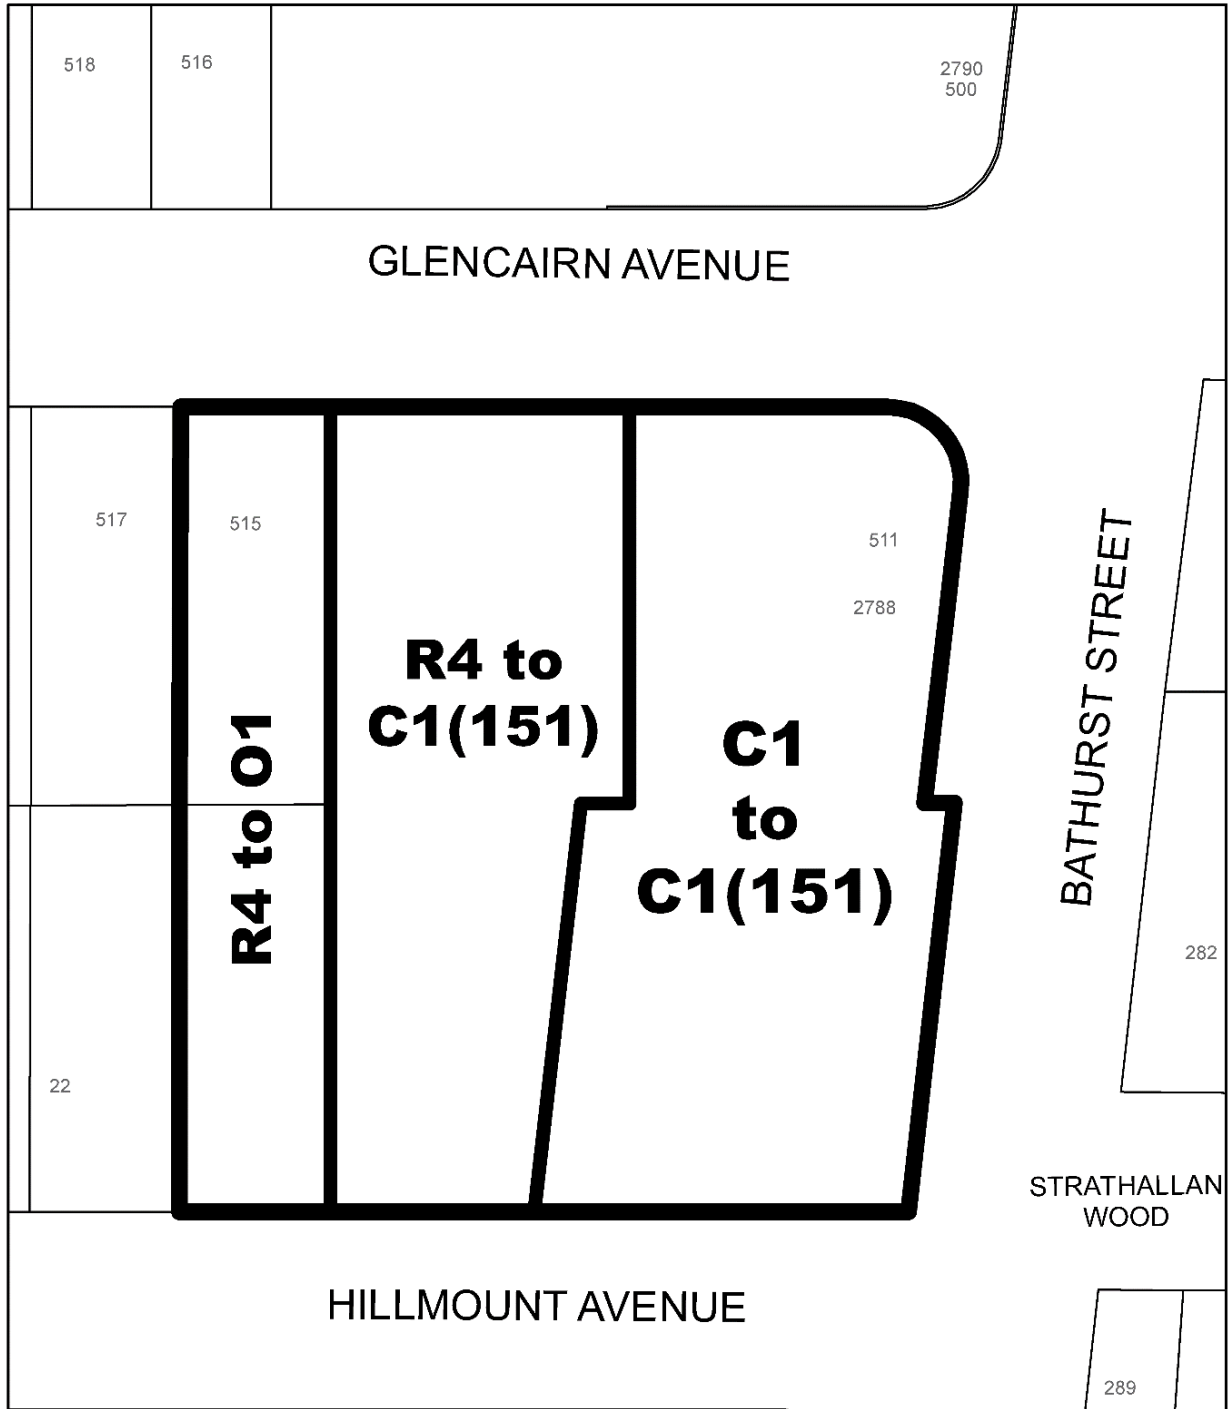 518
516
2790
500
GLENCAIRN AVENUE
517
515
511
2788
R4 to
C1(151)
R4 to O1
C1
to
C1(151)
BATHURST STREET
282
22
STRATHALLAN
WOOD
HILLMOUNT AVENUE
289